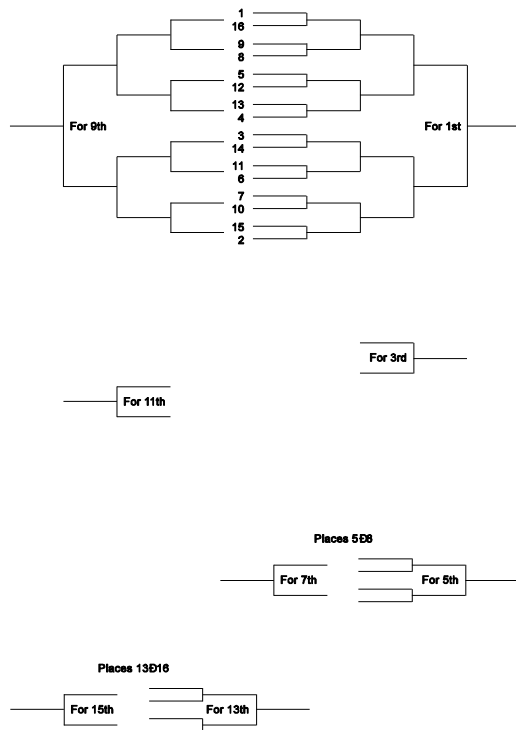 1
16
9
8
5
12
13
4
For 9th
For 1st
3
14
11
6
7
10
15
2
For 3rd
For 11th
Places 5Ð8
For 7th
For 5th
Places 13Ð16
For 15th
For 13th